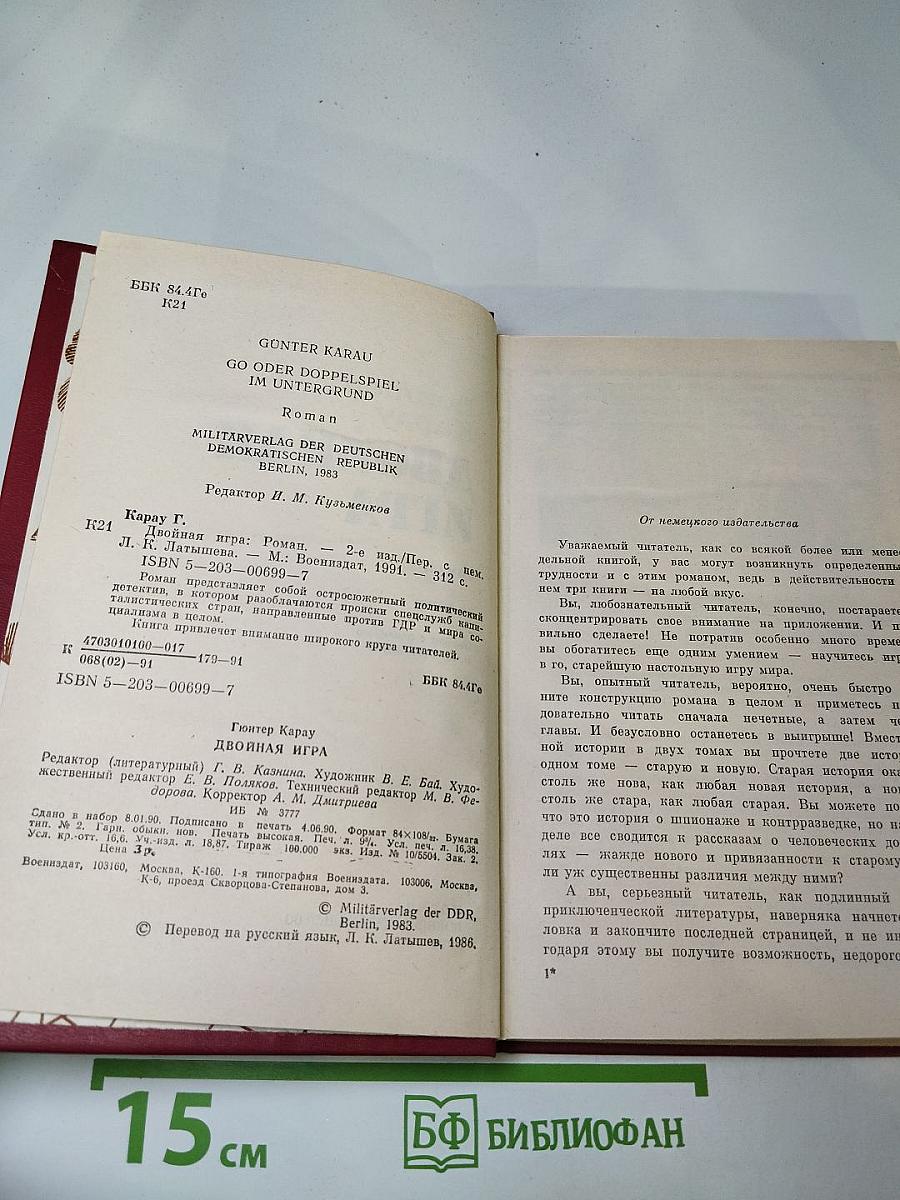 ББК 84.4Ге
К21
GÜNTER KARAU
GO ODER DOPPELSPIEL
IM UNTERGRUND
Roman
MILITÄRVERLAG DER DEUTSCHEN
DEMOKRATISCHEN REPUBLIK
BERLIN, 1983
Редактор И. М. Кузьменков
Карау Г.
К21 Двойная игра: Роман. — 2-е изд./Пер. с нем.
Л. К. Латышева. — М.: Воениздат, 1991. — 312 с.
ISBN 5—203—00699—7
Роман представляет собой остросюжетный политический
детектив, в котором разоблачаются происки спецслужб капи-
талистических стран, направленные против ГДР и мира со-
циализма в целом.
Книга привлечет внимание широкого круга читателей.
К 4703010100—017
068(02)—91 179—91
ББК 84.4Ге
ISBN 5—203—00699—7
Гюнтер Карау
ДВОЙНАЯ ИГРА
Редактор (литературный) Г. В. Казнина. Художник В. Е. Бай. Худо-
жественный редактор Е. В. Поляков. Технический редактор М. В. Фе-
дорова. Корректор А. М. Дмитриева
ИБ № 3777
Сдано в набор 8.01.90. Подписано в печать 4.06.90. Формат 84×108/ Бумага
тип. № 2. Гарн. обыкн. нов. Печать высокая. Печ. л. 9¾. Усл. печ. л. 16,38.
Усл. кр.-отт. 16,6. Уч.-изд. л. 18,87. Тираж 100.000 экз. Изд. № 10/5504. Зак. 2.
Цена 3 р.
Воениздат, 103160, Москва, К-160. 1-я типография Воениздата. 103006, Москва,
К-6, проезд Скворцова-Степанова, дом 3.
© Militärverlag der DDR,
Berlin, 1983.
© Перевод на русский язык, Л. К. Латышев, 1986.
От немецкого издательства
Уважаемый читатель, как со всякой более или менее
дельной книгой, у вас могут возникнуть определенны
трудности и с этим романом, ведь в действительности
нем три книги — на любой вкус.
Вы, любознательный читатель, конечно, постарает
сконцентрировать свое внимание на приложении. И п
вильно сделаете! Не потратив особенно много време
вы обогатитесь еще одним умением — научитесь игр
в го, старейшую настольную игру мира.
Вы, опытный читатель, вероятно, очень быстро
ните конструкцию романа в целом и приметесь п
довательно читать сначала нечетные, а затем че
главы. И безусловно останетесь в выигрыше! Вмест
ной истории в двух томах вы прочтете две исто
одном томе — старую и новую. Старая история ока
столь же нова, как любая новая история, а но
столь же стара, как любая старая. Вы можете по
что это история о шпионаже и контрразведке, но на
деле все сводится к рассказам о человеческих до
лях — жажде нового и привязанности к старому
ли уж существенны различия между ними?
А вы, серьезный читатель, как подлинный
приключенческой литературы, наверняка начнете
ловка и закончите последней страницей, и не ин
годаря этому вы получите возможность, недорого
1*
15 см
БФ БИБЛИОФАН